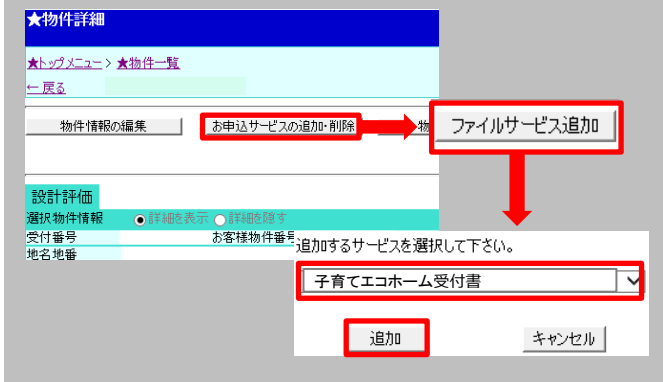 ★物件詳細
★トップメニュー > ★物件一覧
← 戻る
物件情報の編集 お申込サービスの追加・削除 物 ファイルサービス追加
設計評価
選択物件情報 詳細を表示 詳細を隠す
受付番号 お客様物件番号
地名地番
追加するサービスを選択して下さい。
子育てエコホーム受付書
追加 キャンセル